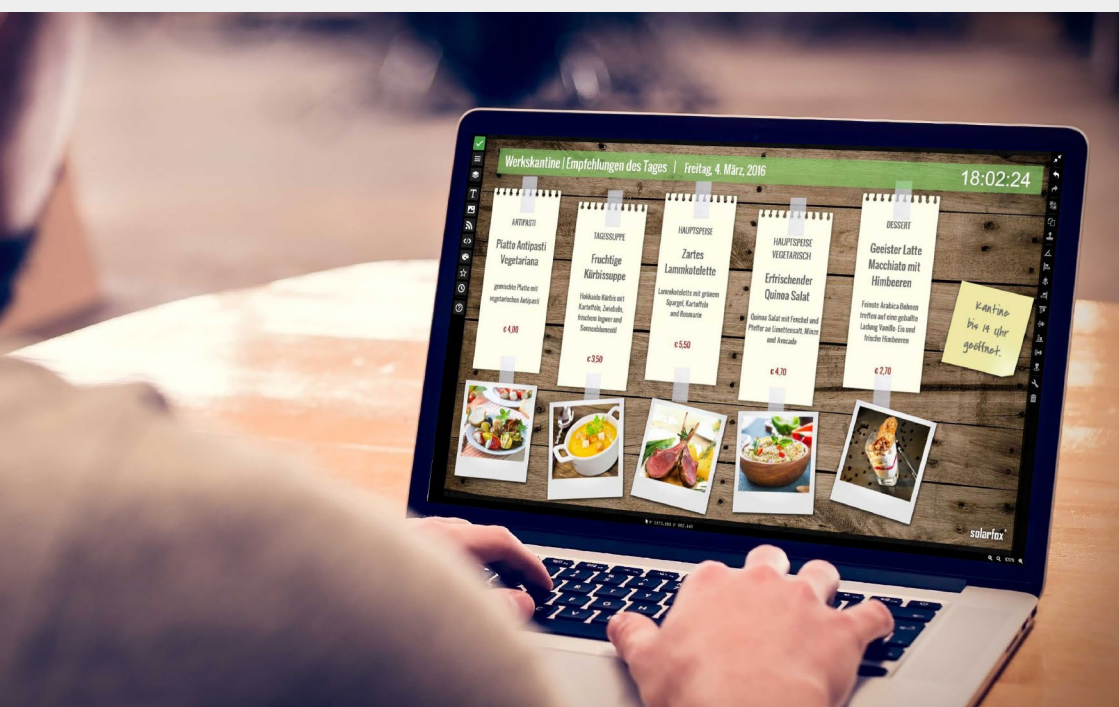 Werkskantine | Empfehlungen des Tages | Freitag, 4. März, 2016
18:02:24
ANTIPASTI
Piatto Antipasti
Vegetariana
gemischte Platte mit
vegetarischen Antipasti
€ 4,00
TAGESSUPPE
Fruchtige
Kürbissuppe
Hokkaido Kürbis mit
Kartoffeln, Zwiebeln,
frischem Ingwer und
Sonnenblumenöl
€ 3,50
HAUPTSPEISE
Zartes
Lammkotelette
Lammkotelette mit grünem
Spargel, Kartoffeln
und Rosmarin
€ 5,50
HAUPTSPEISE
VEGETARISCH
Erfrischender
Quinoa Salat
Quinoa Salat mit Fenchel und
Pfeffer an Limettensaft, Minze
und Avocado
€ 4,70
DESSERT
Geeister Latte
Macchiato mit
Himbeeren
Feinste Arabica-Bohnen
treffen auf eine geballte
Ladung Vanille-Eis und
frische Himbeeren
€ 2,70
Kantine
bis 14 Uhr
geöffnet.
solarfox
100%